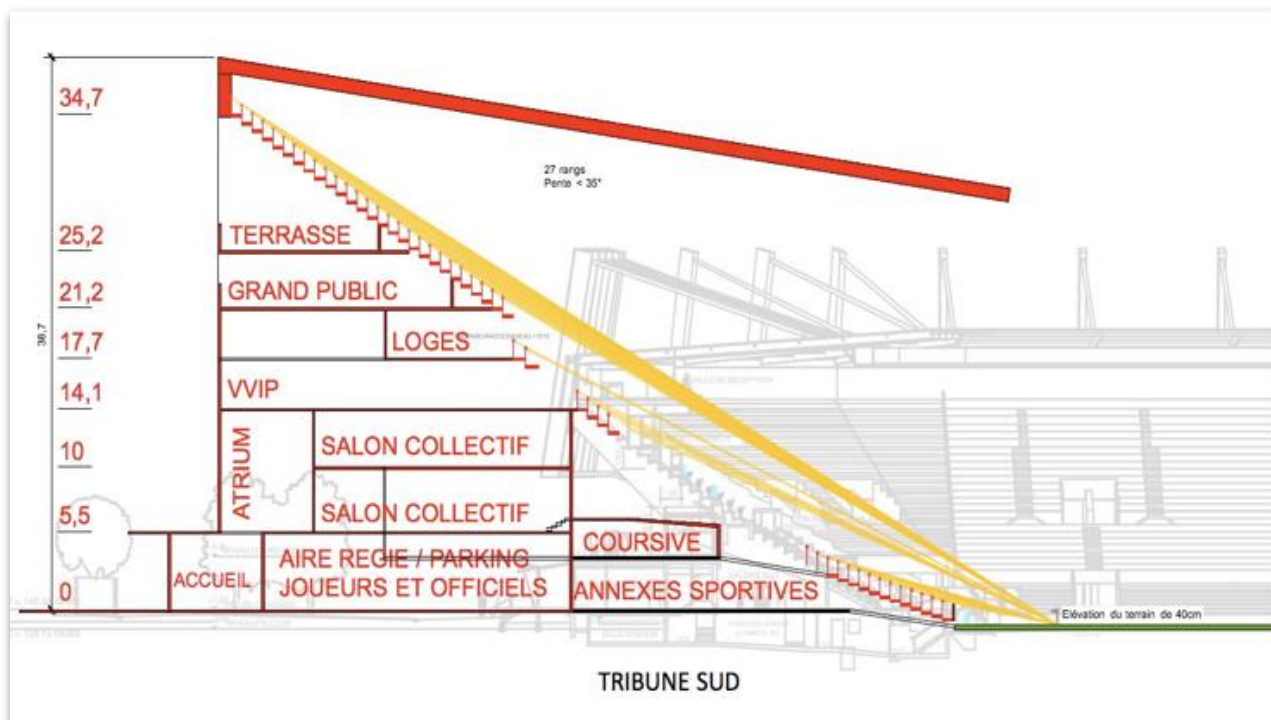 34,7
27 rangs
Pente < 35°
25,2
TERRASSE
21,2
GRAND PUBLIC
38,7
17,7
LOGES
VVIP
14,1
ATRIUM
10
SALON COLLECTIF
5,5
SALON COLLECTIF
COURSIVE
AIRE REGIE / PARKING
JOUEURS ET OFFICIELS
ACCUEIL
0
ANNEXES SPORTIVES
Elévation du terrain de 40cm
TRIBUNE SUD